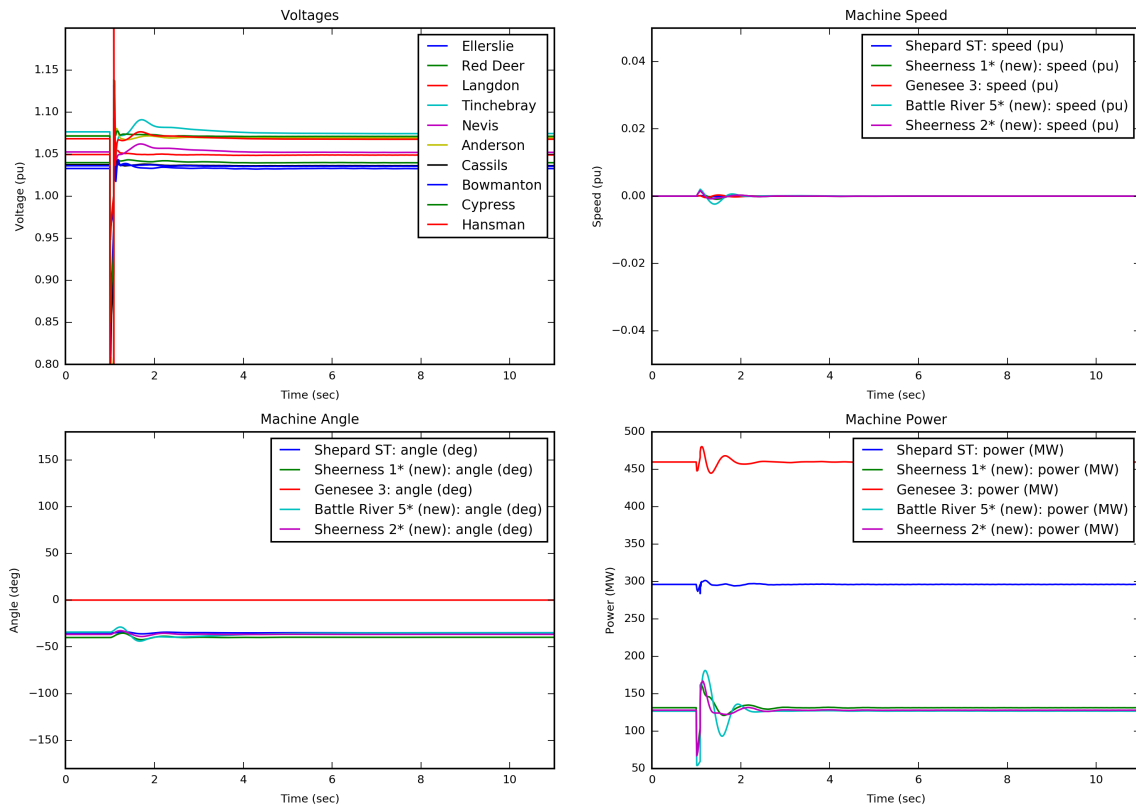 Voltages
Voltage (pu)
1.15
1.10
1.05
1.00
0.95
0.90
0.85
0.80
0 2 4 6 8 10
Time (sec)
Ellerslie
Red Deer
Langdon
Tinchebray
Nevis
Anderson
Cassils
Bowmanton
Cypress
Hansman
Machine Speed
Speed (pu)
0.04
0.02
0.00
−0.02
−0.04
0 2 4 6 8 10
Time (sec)
Shepard ST: speed (pu)
Sheerness 1* (new): speed (pu)
Genesee 3: speed (pu)
Battle River 5* (new): speed (pu)
Sheerness 2* (new): speed (pu)
Machine Angle
Angle (deg)
150
100
50
0
−50
−100
−150
0 2 4 6 8 10
Time (sec)
Shepard ST: angle (deg)
Sheerness 1* (new): angle (deg)
Genesee 3: angle (deg)
Battle River 5* (new): angle (deg)
Sheerness 2* (new): angle (deg)
Machine Power
Power (MW)
500
450
400
350
300
250
200
150
100
50
0 2 4 6 8 10
Time (sec)
Shepard ST: power (MW)
Sheerness 1* (new): power (MW)
Genesee 3: power (MW)
Battle River 5* (new): power (MW)
Sheerness 2* (new): power (MW)